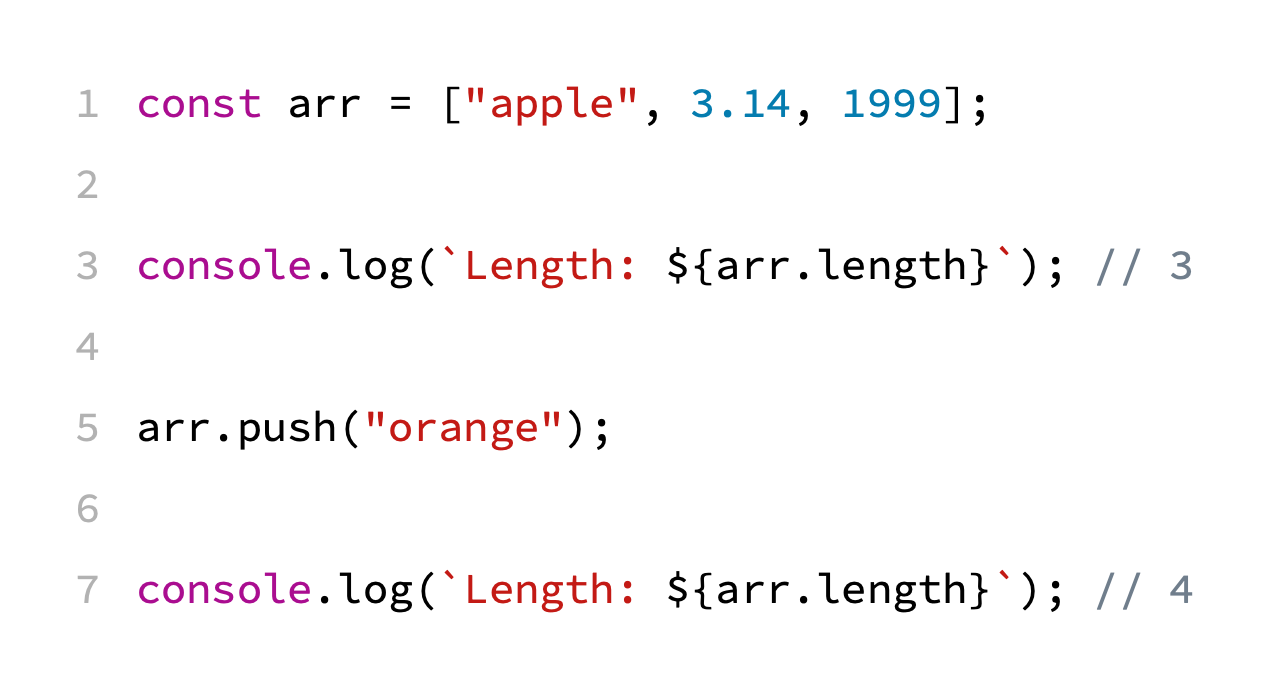 1 const arr = ["apple", 3.14, 1999];
2
3 console.log(`Length: ${arr.length}`); // 3
4
5 arr.push("orange");
6
7 console.log(`Length: ${arr.length}`); // 4